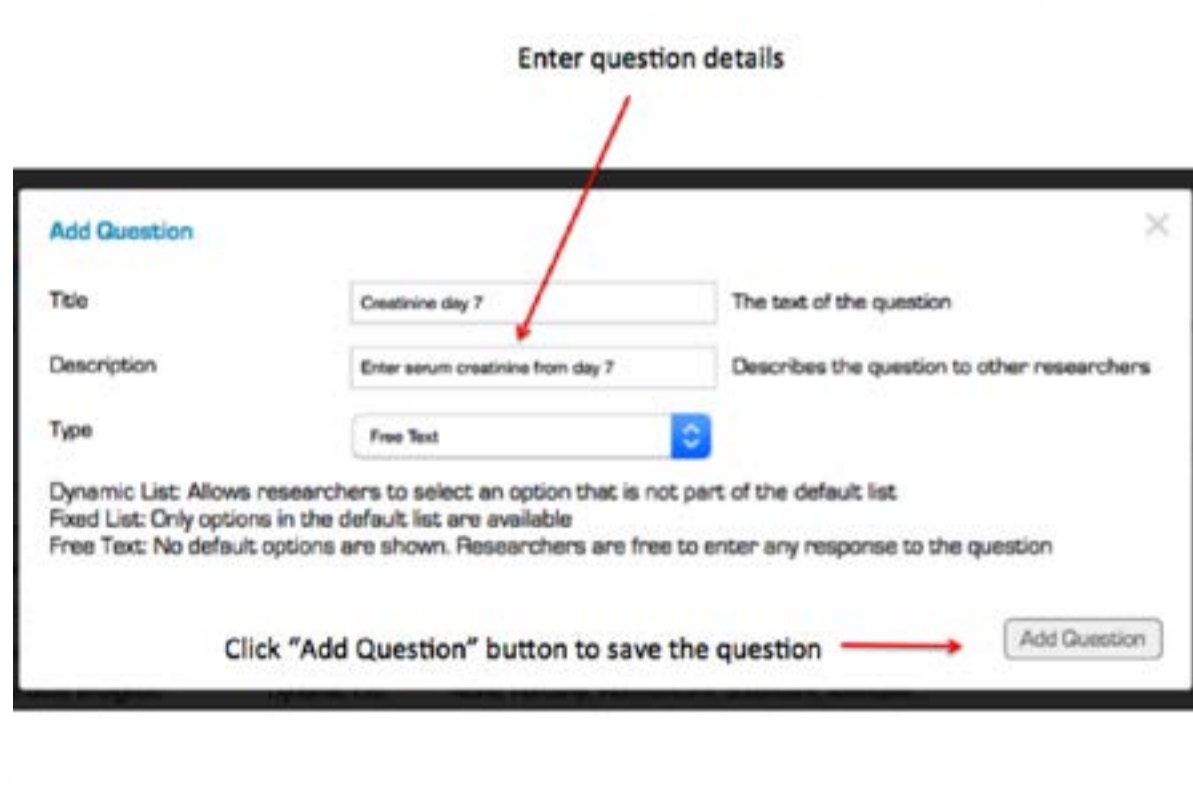 Enter question details
Add Question
Title
Creatinine day 7
The text of the question
Description
Enter serum creatinine from day 7
Describes the question to other researchers
Type
Free Text
Dynamic List: Allows researchers to select an option that is not part of the default list
Fixed List: Only options in the default list are available
Free Text: No default options are shown. Researchers are free to enter any response to the question
Click “Add Question” button to save the question
Add Question